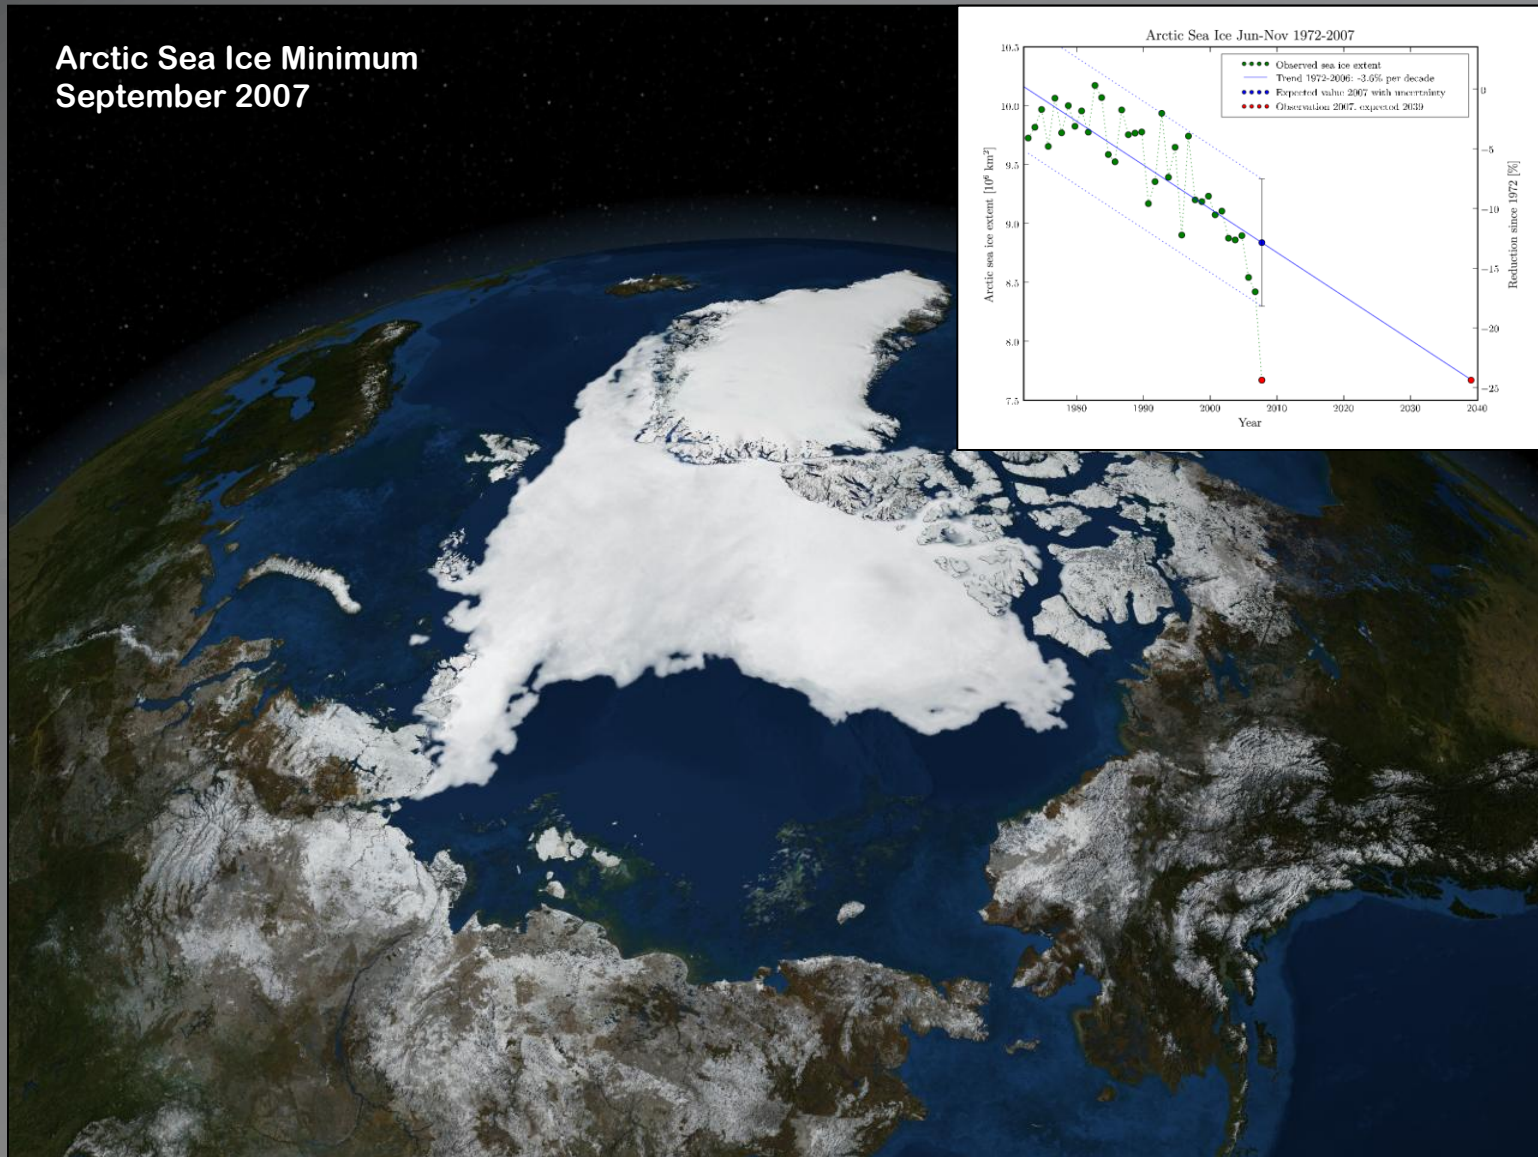 Arctic Sea Ice Minimum
September 2007
Arctic Sea Ice Jun-Nov 1972-2007
Observed sea ice extent
Trend 1972-2006: -3.6% per decade
Expected value 2007 with uncertainty
Observation 2007, expected 2039
Arctic sea ice extent [10⁶ km²]
10.5
10.0
9.5
9.0
8.5
8.0
7.5
0
−5
−10
−15
−20
−25
Reduction since 1972 [%]
1980 1990 2000 2010 2020 2030 2040
Year